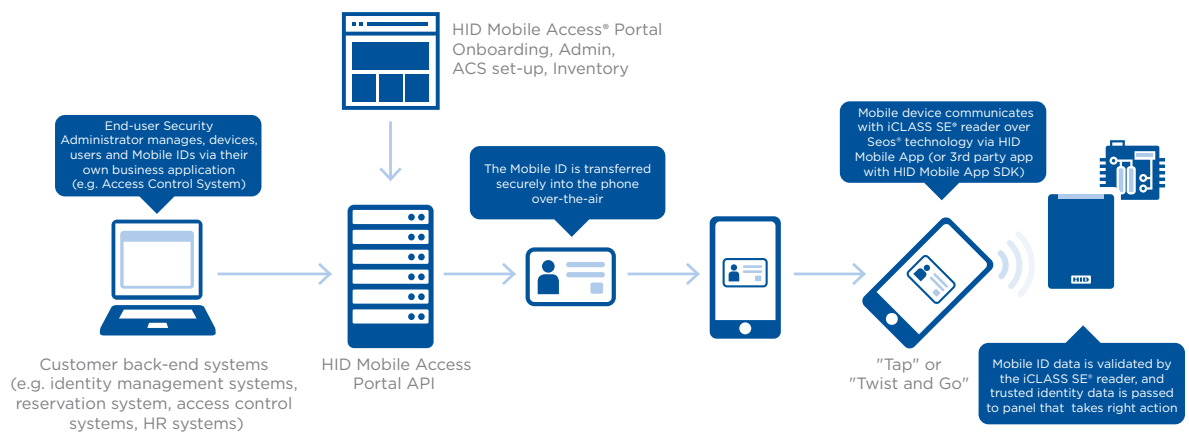 HID Mobile Access® Portal
Onboarding, Admin,
ACS set-up, Inventory
End-user Security
Administrator manages, devices,
users and Mobile IDs via their
own business application
(e.g. Access Control System)
The Mobile ID is transferred
securely into the phone
over-the-air
Mobile device communicates
with iCLASS SE® reader over
Seos® technology via HID
Mobile App (or 3rd party app
with HID Mobile App SDK)
HID
Customer back-end systems
(e.g. identity management systems,
reservation system, access control
systems, HR systems)
HID Mobile Access
Portal API
"Tap" or
"Twist and Go"
Mobile ID data is validated by
the iCLASS SE® reader, and
trusted identity data is passed
to panel that takes right action